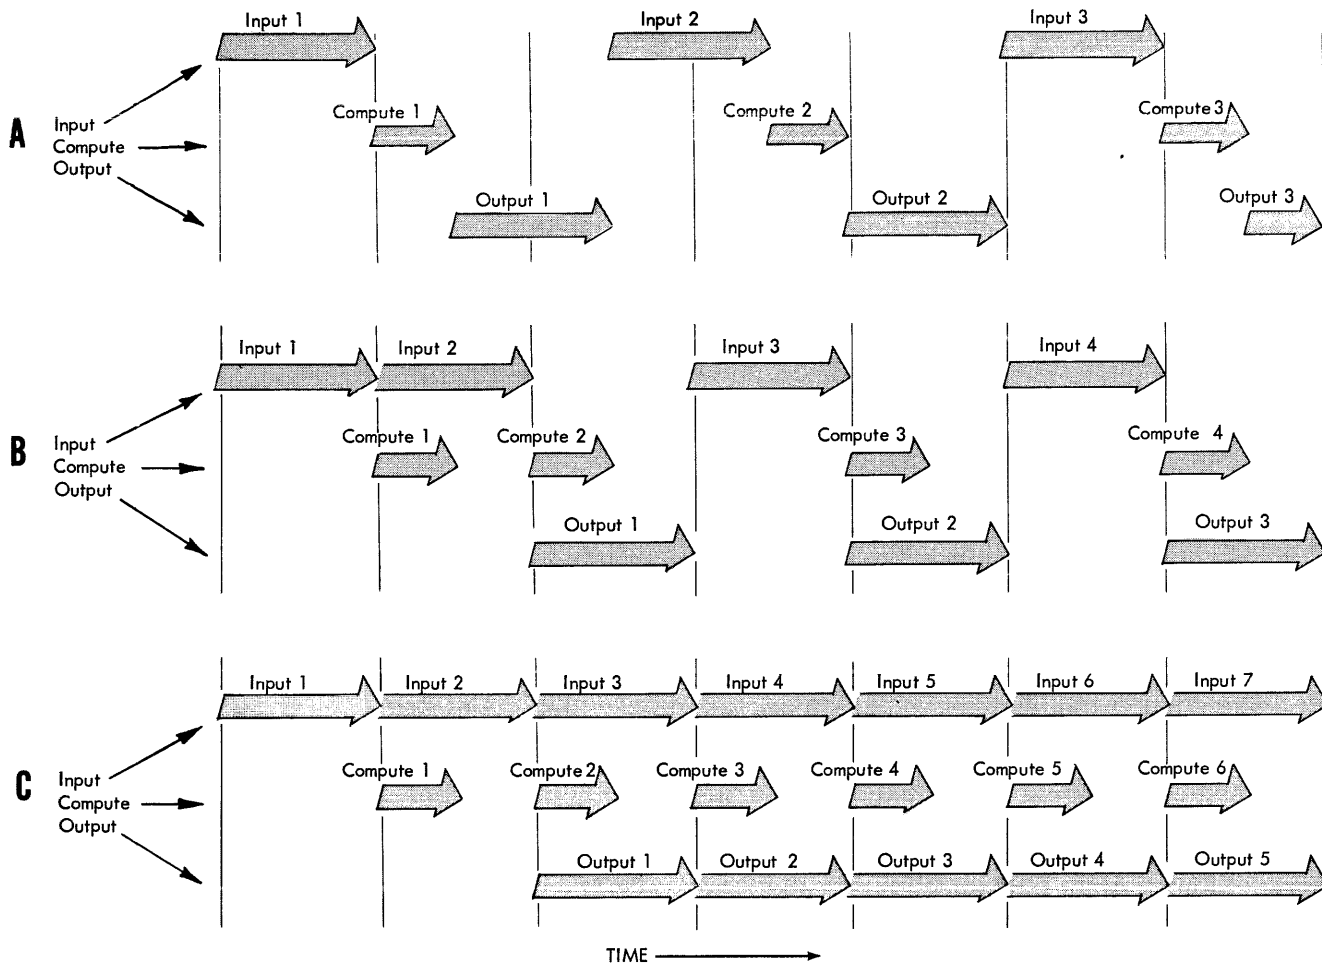 Input 1
Input 2
Input 3
Compute 1
Compute 2
Compute3
A
Input
Compute
Output
Output 1
Output 2
Output 3
Input 1
Input 2
Input 3
Input 4
Compute 1
Compute 2
Compute 3
Compute 4
B
Input
Compute
Output
Output 1
Output 2
Output 3
Input 1
Input 2
Input 3
Input 4
Input 5
Input 6
Input 7
Compute 1
Compute2
Compute 3
Compute 4
Compute 5
Compute 6
C
Input
Compute
Output
Output 1
Output 2
Output 3
Output 4
Output 5
TIME